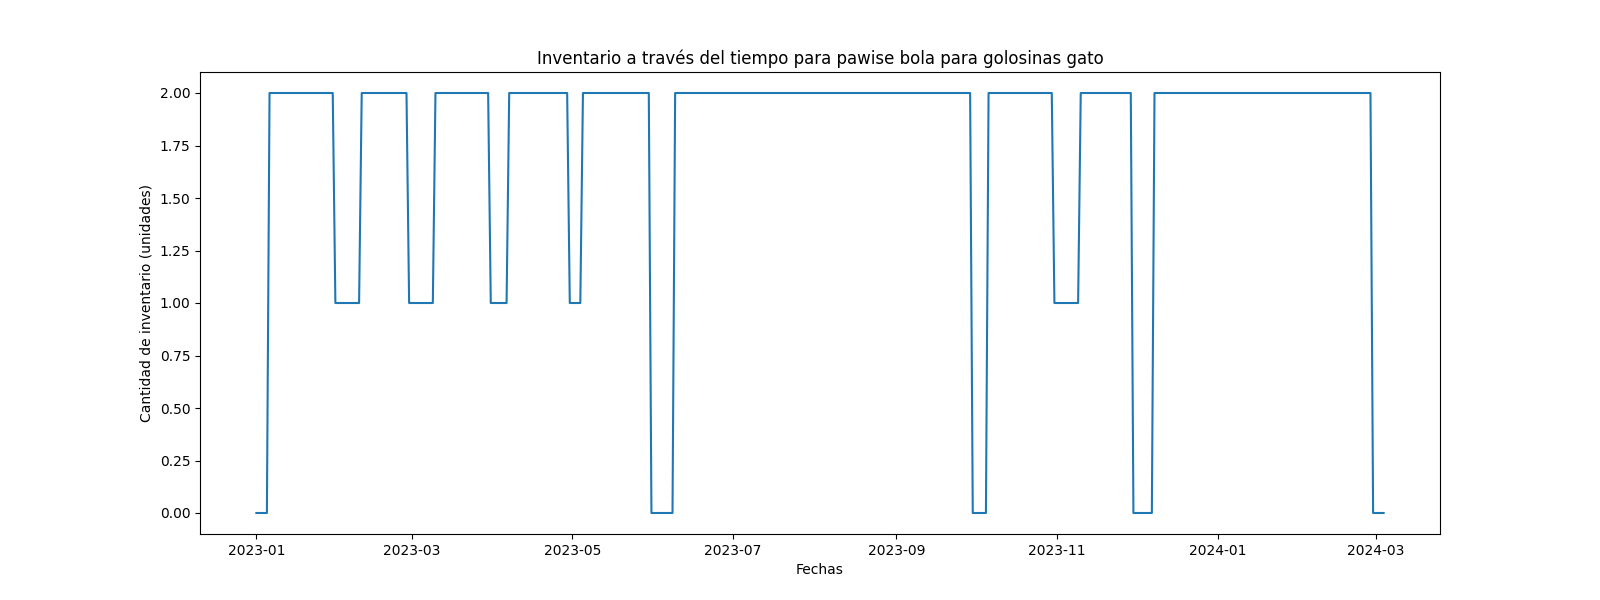 Inventario a través del tiempo para pawise bola para golosinas gato
Cantidad de inventario (unidades)
2.00
1.75
1.50
1.25
1.00
0.75
0.50
0.25
0.00
2023-01 2023-03 2023-05 2023-07 2023-09 2023-11 2024-01 2024-03
Fechas